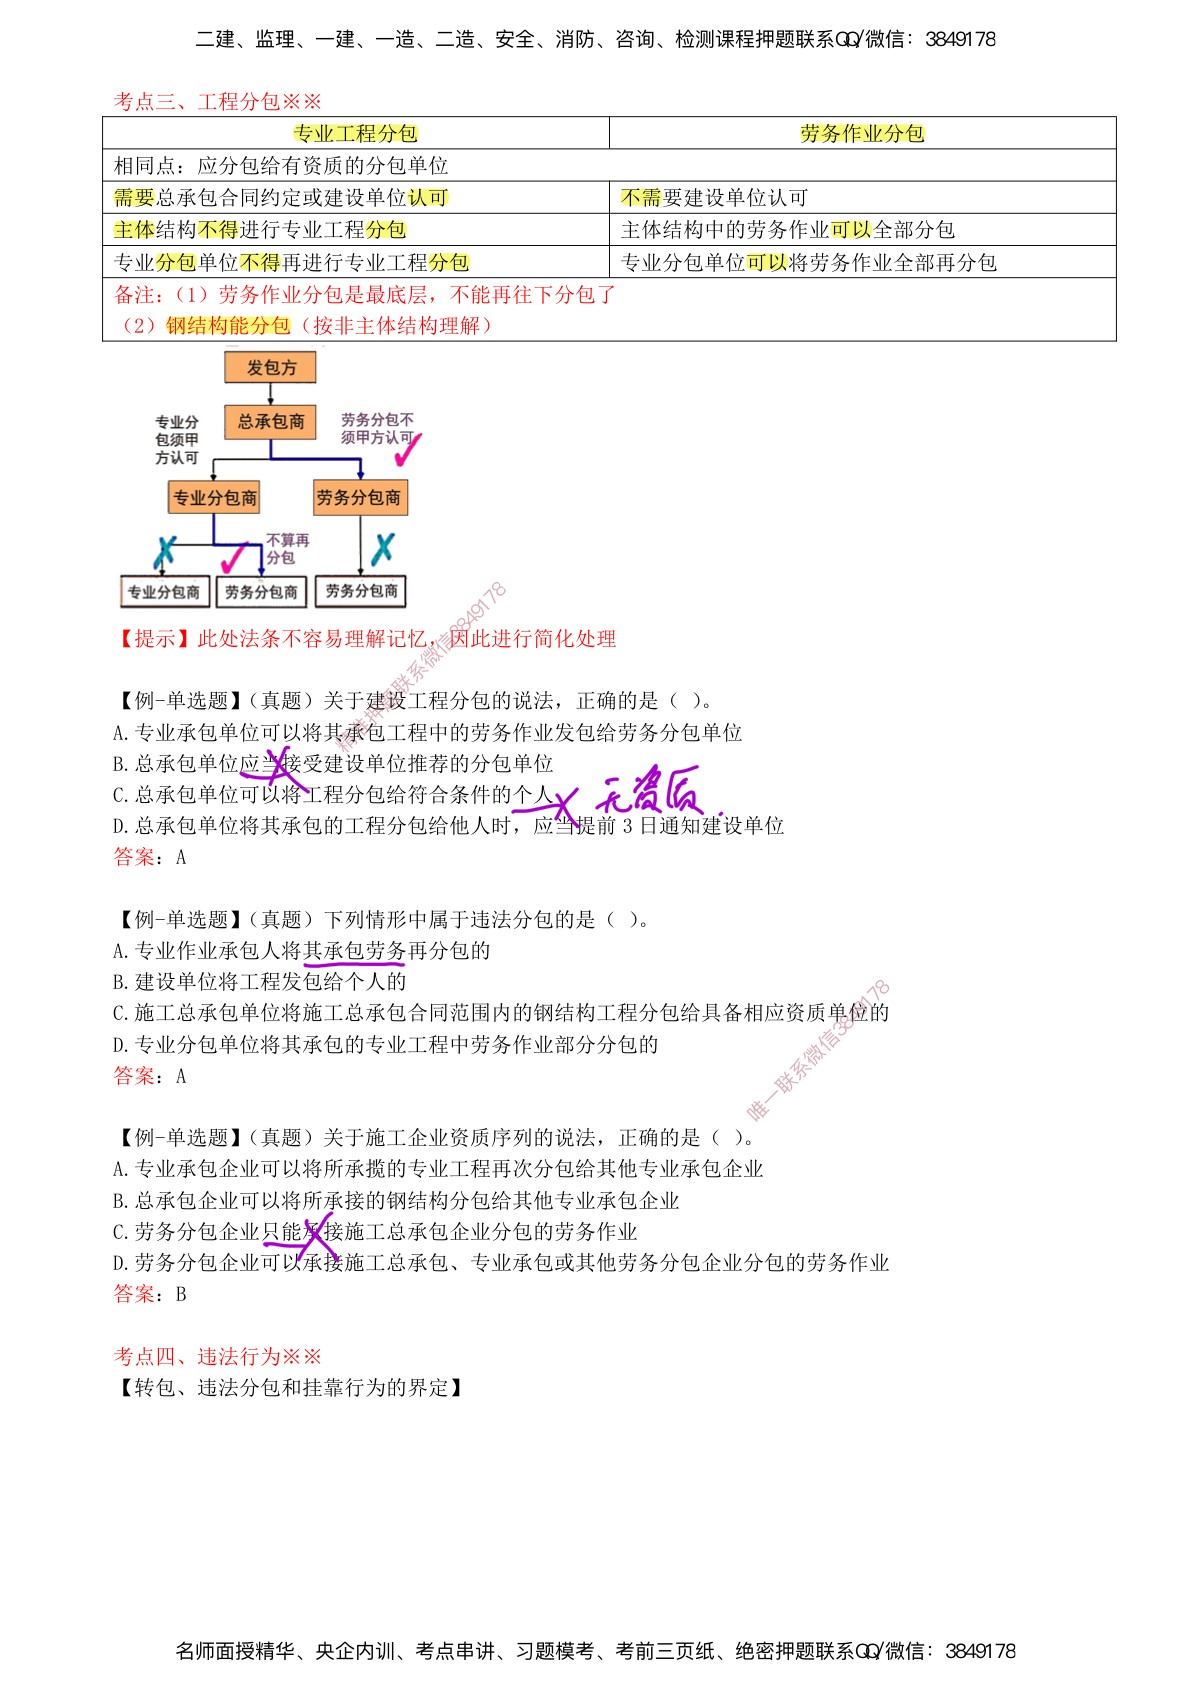 二建、监理、一建、一造、二造、安全、消防、咨询、检测课程押题联系QQ/微信：3849178
考点三、工程分包※※
专业工程分包 劳务作业分包
相同点：应分包给有资质的分包单位
需要总承包合同约定或建设单位认可 不需要建设单位认可
主体结构不得进行专业工程分包 主体结构中的劳务作业可以全部分包
专业分包单位不得再进行专业工程分包 专业分包单位可以将劳务作业全部再分包
备注：（1）劳务作业分包是最底层，不能再往下分包了
（2）钢结构能分包（按非主体结构理解）
发包方
总承包商
专业分
包须甲
方认可
劳务分包不
须甲方认可
专业分包商 劳务分包商
不算再
分包
专业分包商 劳务分包商 劳务分包商
【提示】此处法条不容易理解记忆，因此进行简化处理
精准押题联系微信3849178
【例-单选题】（真题）关于建设工程分包的说法，正确的是（ ）。
A.专业承包单位可以将其承包工程中的劳务作业发包给劳务分包单位
B.总承包单位应当接受建设单位推荐的分包单位
C.总承包单位可以将工程分包给符合条件的个人 无资质.
D.总承包单位将其承包的工程分包给他人时，应当提前 3 日通知建设单位
答案：A
【例-单选题】（真题）下列情形中属于违法分包的是（ ）。
A.专业作业承包人将其承包劳务再分包的
B.建设单位将工程发包给个人的
C.施工总承包单位将施工总承包合同范围内的钢结构工程分包给具备相应资质单位的
D.专业分包单位将其承包的专业工程中劳务作业部分分包的
答案：A
唯一联系微信3849178
【例-单选题】（真题）关于施工企业资质序列的说法，正确的是（ ）。
A.专业承包企业可以将所承揽的专业工程再次分包给其他专业承包企业
B.总承包企业可以将所承接的钢结构分包给其他专业承包企业
C.劳务分包企业只能承接施工总承包企业分包的劳务作业
D.劳务分包企业可以承接施工总承包、专业承包或其他劳务分包企业分包的劳务作业
答案：B
考点四、违法行为※※
【转包、违法分包和挂靠行为的界定】
名师面授精华、央企内训、考点串讲、习题模考、考前三页纸、绝密押题联系QQ/微信：3849178